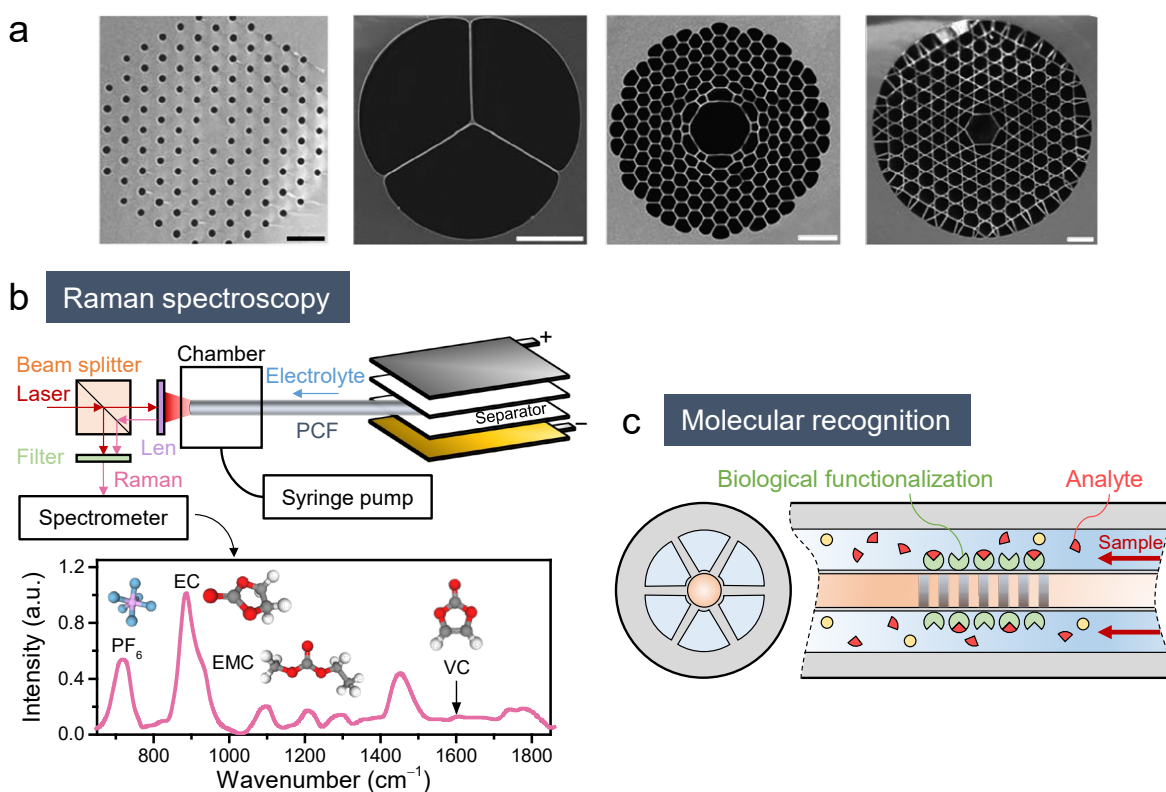 a
b
Raman spectroscopy
Chamber
+
Beam splitter
Laser
Electrolyte
Separator
PCF
−
Len
Filter
Raman
Syringe pump
Spectrometer
1.2
0.8
0.4
0.0
Intensity (a.u.)
PF6
EC
EMC
VC
800 1000 1200 1400 1600 1800
Wavenumber (cm−1)
c
Molecular recognition
Biological functionalization
Analyte
Sample